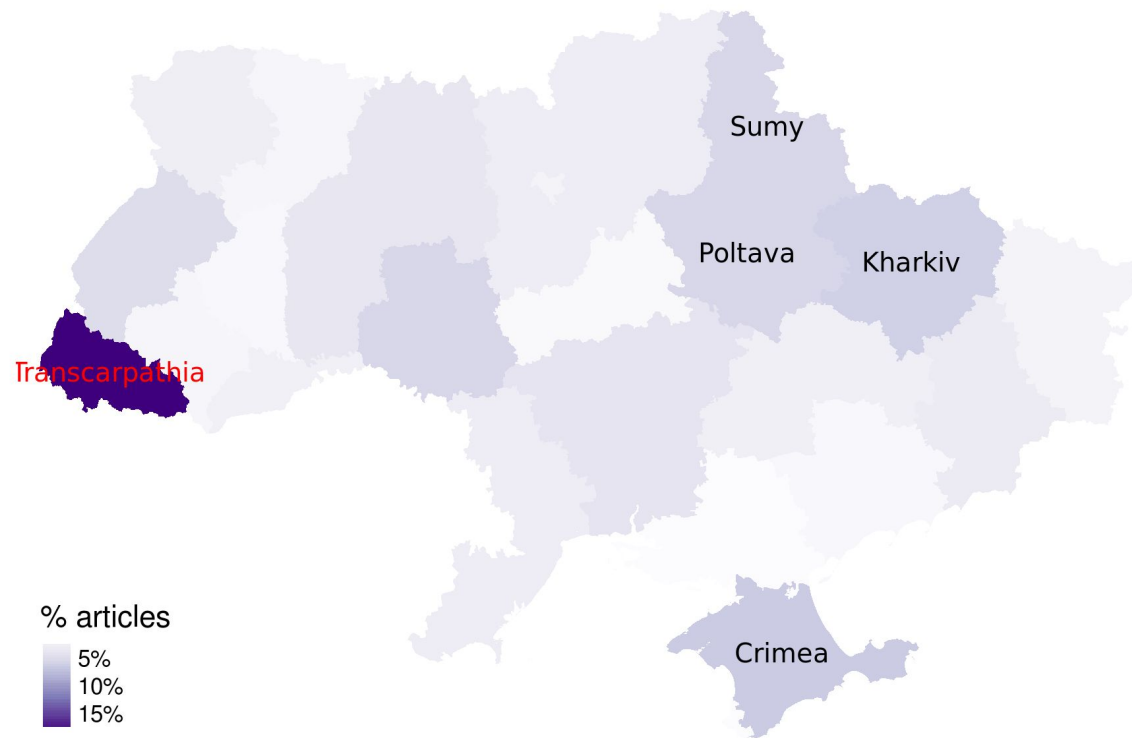 Sumy
Poltava
Kharkiv
Transcarpathia
% articles
5%
10%
15%
Crimea